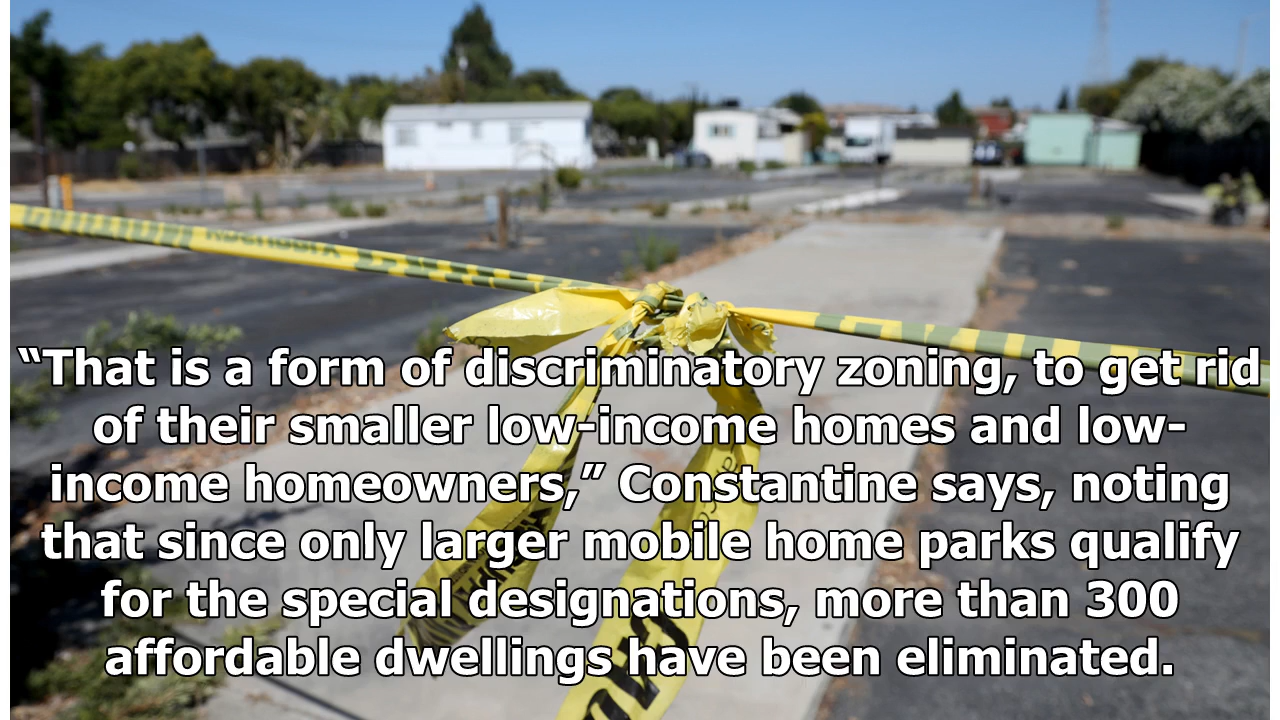 “That is a form of discriminatory zoning, to get rid
of their smaller low-income homes and low-
income homeowners,” Constantine says, noting
that since only larger mobile home parks qualify
for the special designations, more than 300
affordable dwellings have been eliminated.